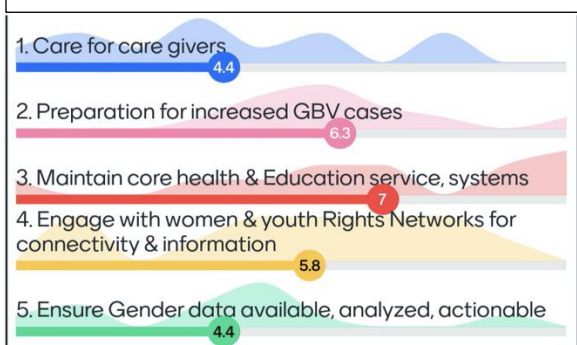 1. Care for care givers
4.4
2. Preparation for increased GBV cases
6.3
3. Maintain core health & Education service, systems
7
4. Engage with women & youth Rights Networks for
connectivity & information
5.8
5. Ensure Gender data available, analyzed, actionable
4.4